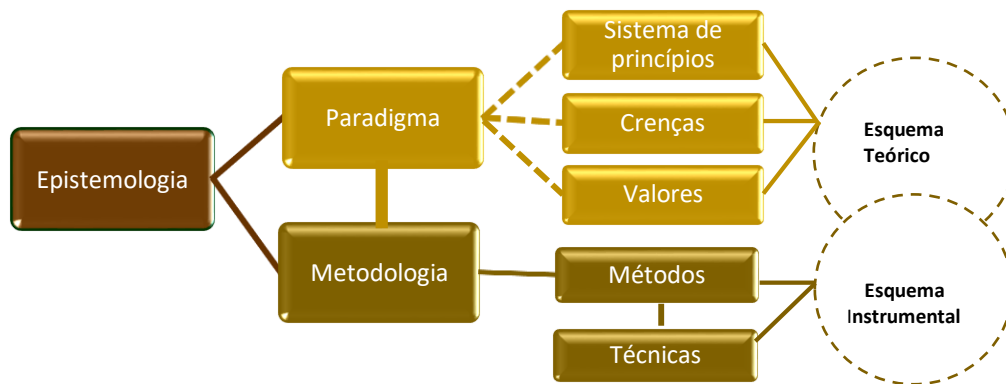 Epistemologia
Paradigma
Metodologia
Sistema de
princípios
Crenças
Valores
Métodos
Técnicas
Esquema
Teórico
Esquema
Instrumental